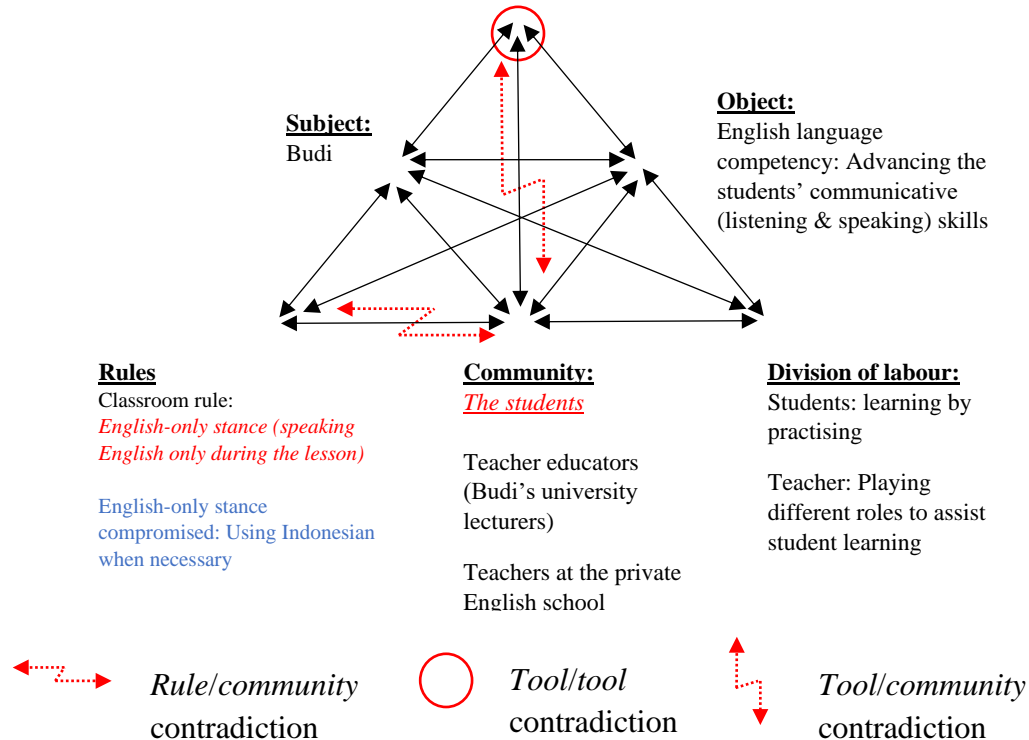 Subject:
Budi
Object:
English language
competency: Advancing the
students’ communicative
(listening & speaking) skills
Rules
Classroom rule:
English-only stance (speaking
English only during the lesson)
English-only stance
compromised: Using Indonesian
when necessary
Community:
The students
Teacher educators
(Budi’s university
lecturers)
Teachers at the private
English school
Division of labour:
Students: learning by
practising
Teacher: Playing
different roles to assist
student learning
Rule/community
contradiction
Tool/tool
contradiction
Tool/community
contradiction